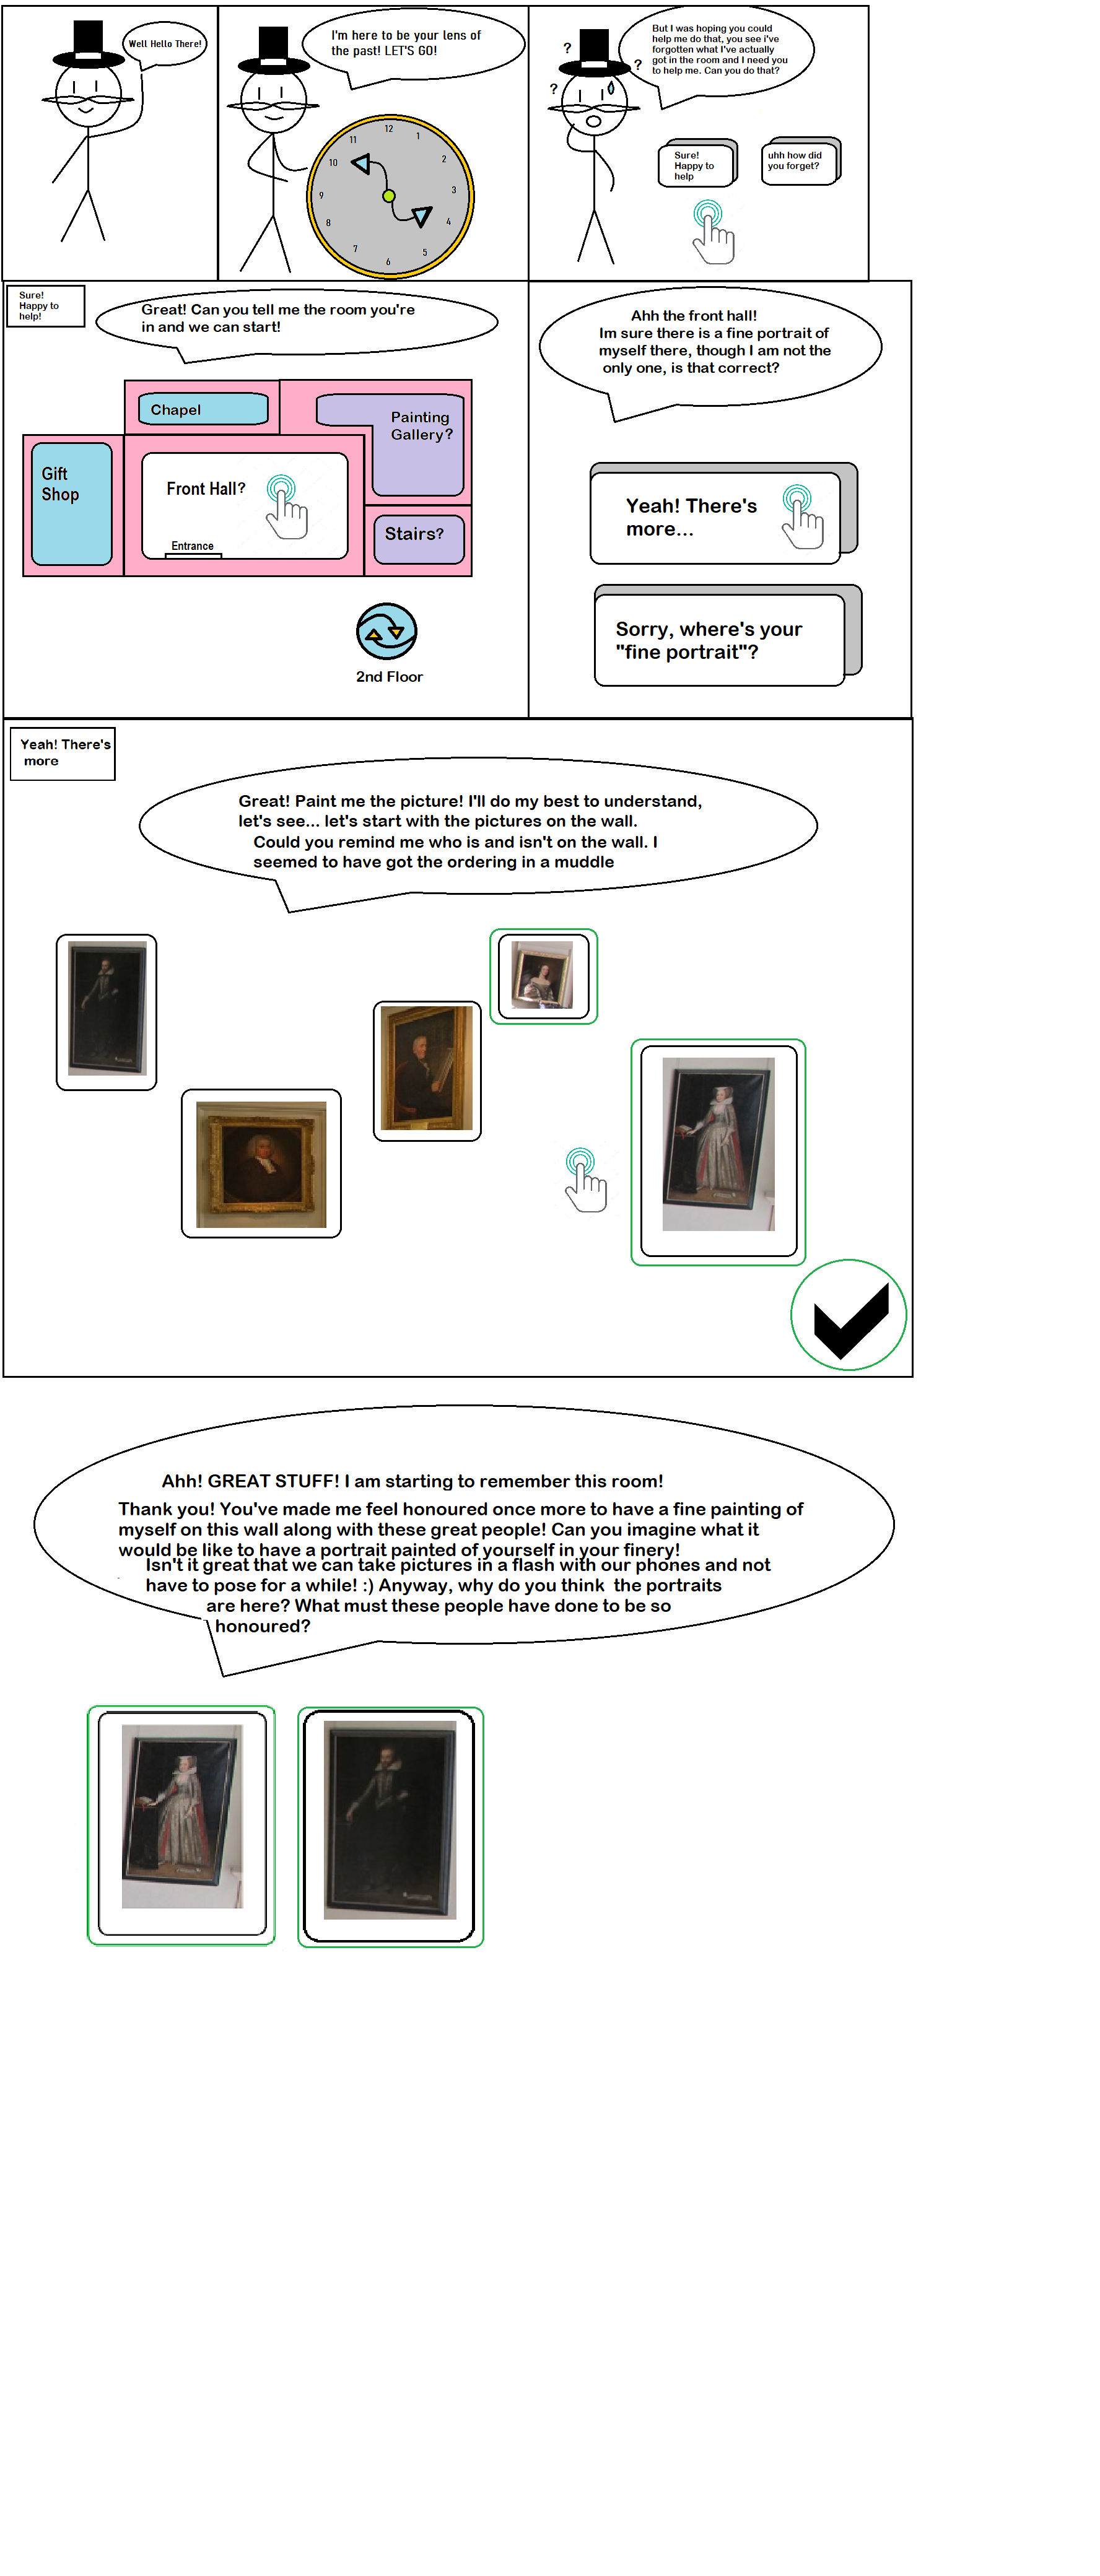 Well Hello There!
I'm here to be your lens of
the past! LET'S GO!
12
1
2
3
4
5
6
7
8
9
10
11
But I was hoping you could
help me do that, you see i've
forgotten what I've actually
got in the room and I need you
to help me. Can you do that?
?
?
?
Sure!
Happy to
help
uhh how did
you forget?
Sure!
Happy to
help!
Great! Can you tell me the room you're
in and we can start!
Chapel
Painting
Gallery?
Gift
Shop
Front Hall?
Entrance
Stairs?
2nd Floor
Ahh the front hall!
Im sure there is a fine portrait of
myself there, though I am not the
only one, is that correct?
Yeah! There's
more...
Sorry, where's your
"fine portrait"?
Yeah! There's
more
Great! Paint me the picture! I'll do my best to understand,
let's see... let's start with the pictures on the wall.
Could you remind me who is and isn't on the wall. I
seemed to have got the ordering in a muddle
Ahh! GREAT STUFF! I am starting to remember this room!
Thank you! You've made me feel honoured once more to have a fine painting of
myself on this wall along with these great people! Can you imagine what it
would be like to have a portrait painted of yourself in your finery!
Isn't it great that we can take pictures in a flash with our phones and not
have to pose for a while! :) Anyway, why do you think the portraits
are here? What must these people have done to be so
honoured?